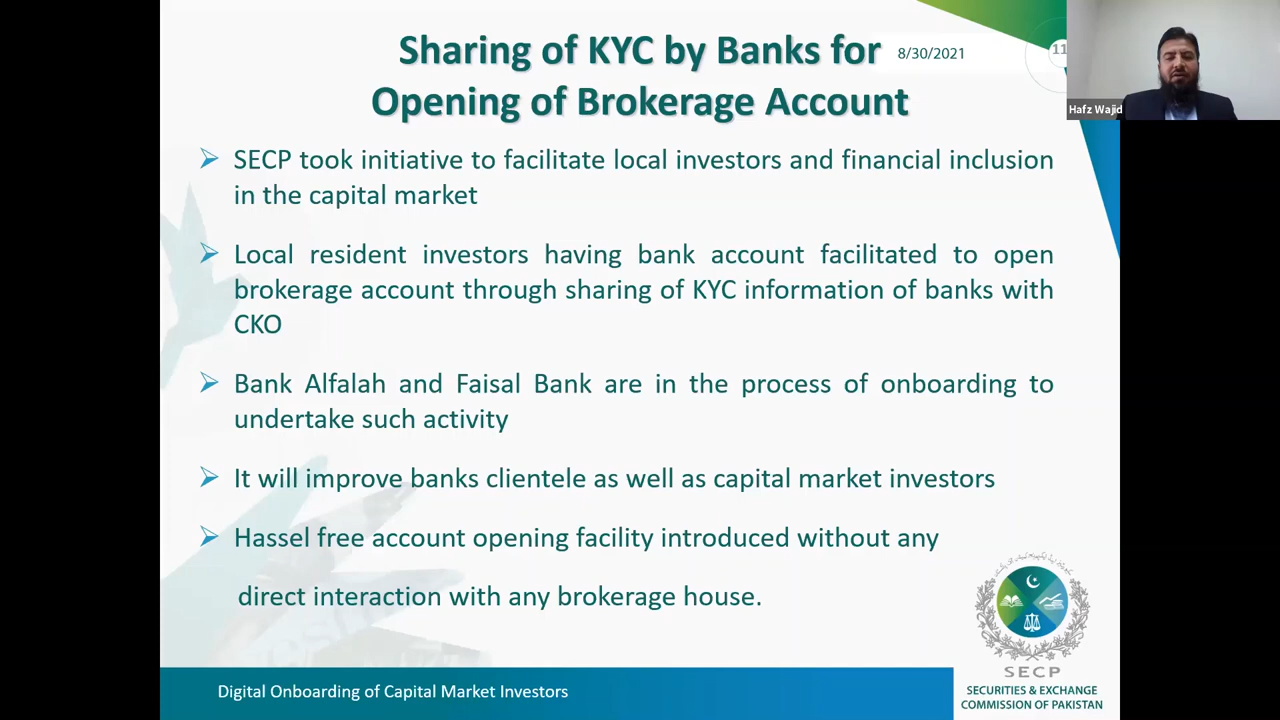 Sharing of KYC by Banks for
Opening of Brokerage Account
8/30/2021
11
Hafz Wajid
SECP took initiative to facilitate local investors and financial inclusion
in the capital market
Local resident investors having bank account facilitated to open
brokerage account through sharing of KYC information of banks with
CKO
Bank Alfalah and Faisal Bank are in the process of onboarding to
undertake such activity
It will improve banks clientele as well as capital market investors
Hassel free account opening facility introduced without any
direct interaction with any brokerage house.
Digital Onboarding of Capital Market Investors
SECP
SECURITIES & EXCHANGE
COMMISSION OF PAKISTAN